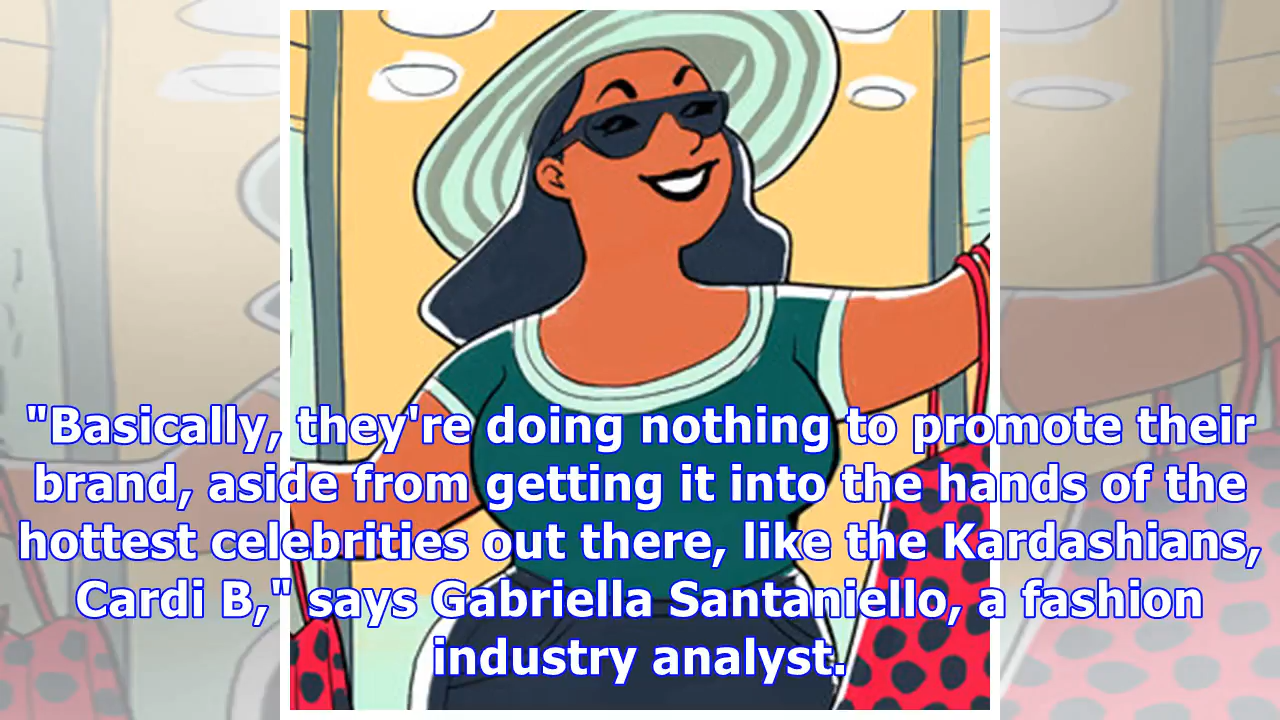 "Basically, they're doing nothing to promote their
brand, aside from getting it into the hands of the
hottest celebrities out there, like the Kardashians,
Cardi B," says Gabriella Santaniello, a fashion
industry analyst.